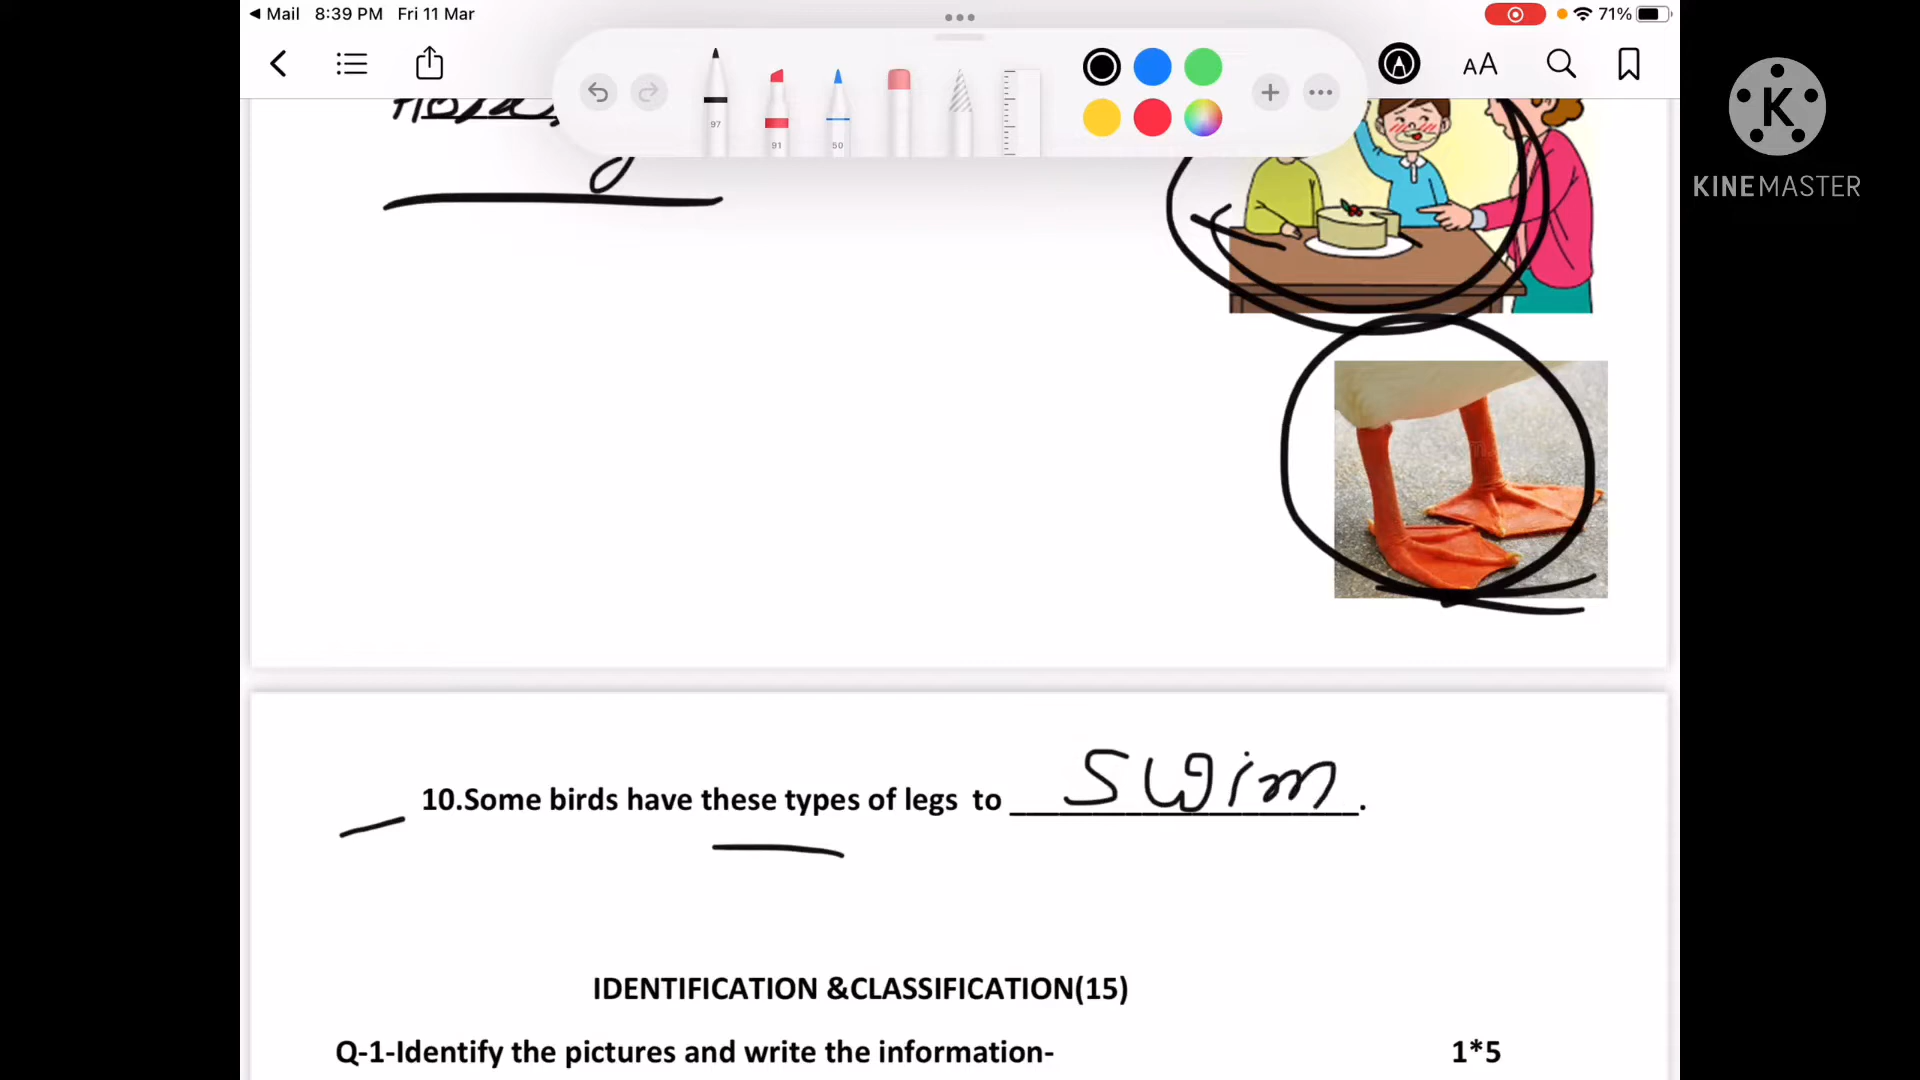 Mail 8:39 PM Fri 11 Mar 71%
97 91 50
AA
K
KINEMASTER
10.Some birds have these types of legs to swim.
IDENTIFICATION &CLASSIFICATION(15)
Q-1-Identify the pictures and write the information- 1*5